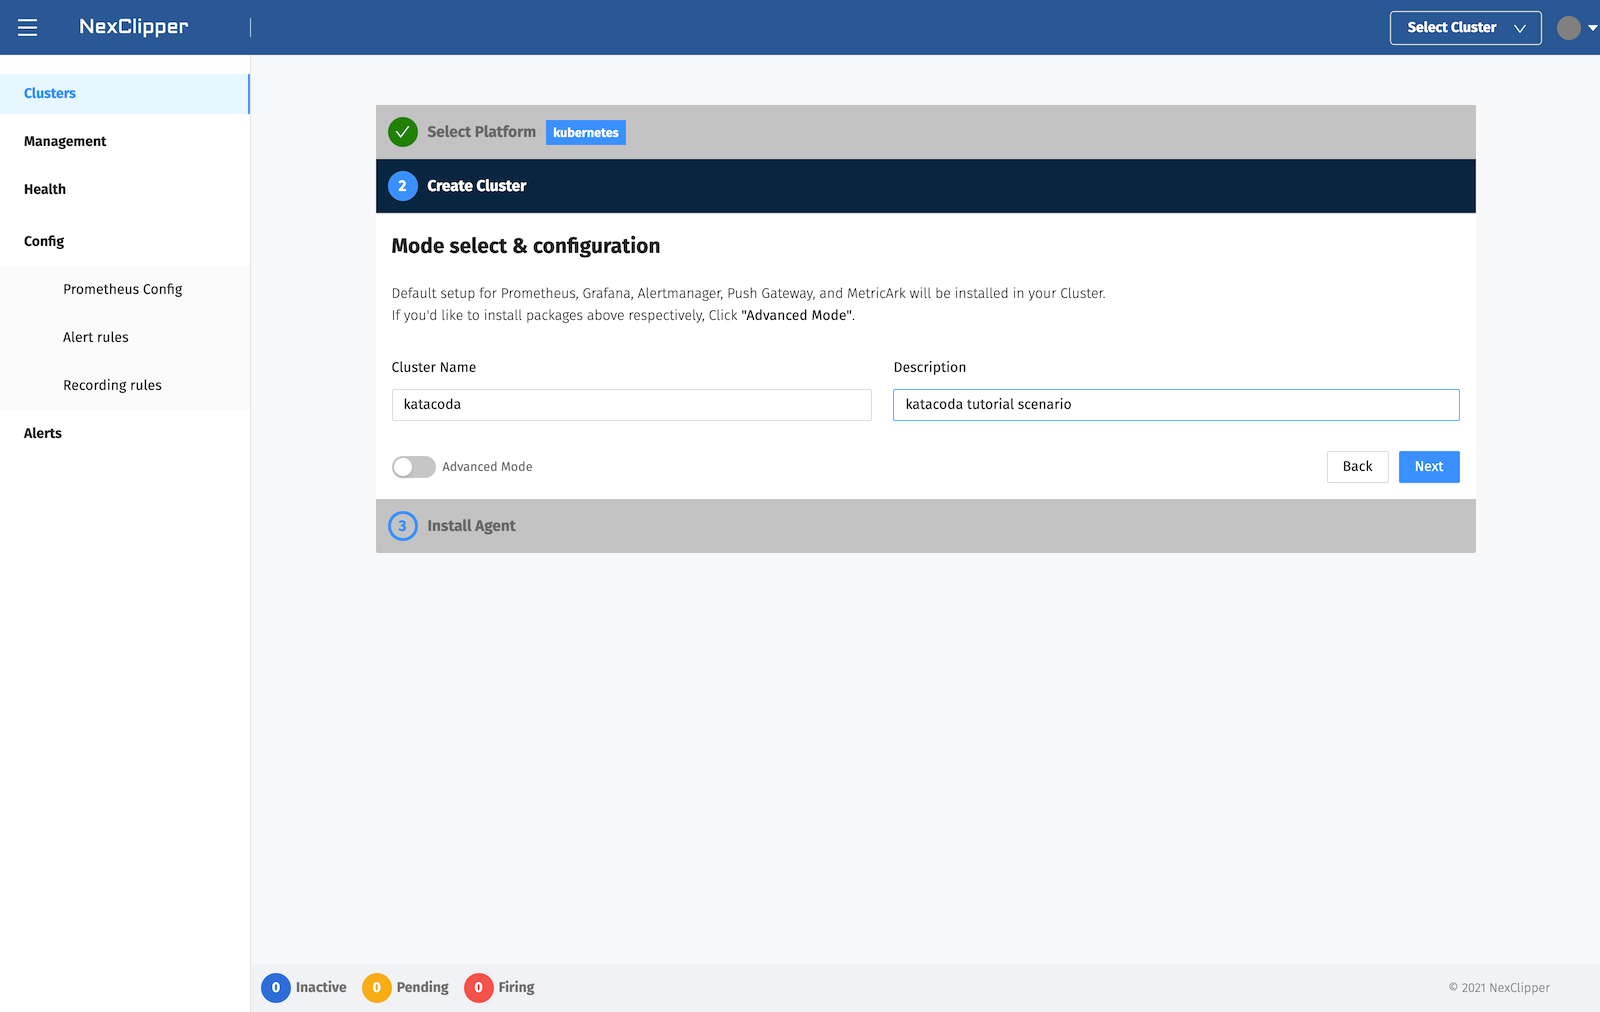 NexClipper
Select Cluster
Clusters
Management
Health
Config
Prometheus Config
Alert rules
Recording rules
Alerts
Select Platform kubernetes
2 Create Cluster
Mode select & configuration
Default setup for Prometheus, Grafana, Alertmanager, Push Gateway, and MetricArk will be installed in your Cluster.
If you'd like to install packages above respectively, Click "Advanced Mode".
Cluster Name
Description
katacoda
katacoda tutorial scenario
Advanced Mode
Back
Next
3 Install Agent
0 Inactive
0 Pending
0 Firing
© 2021 NexClipper